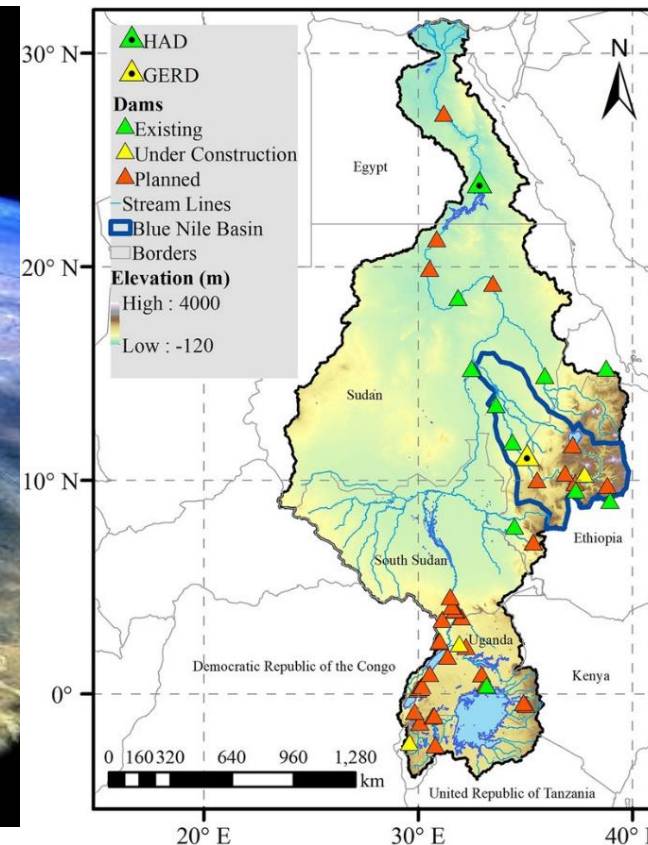 30° N
20° N
10° N
0°
HAD
GERD
Dams
Existing
Under Construction
Planned
Stream Lines
Blue Nile Basin
Borders
Elevation (m)
High : 4000
Low : -120
N
Egypt
Sudan
South Sudan
Ethiopia
Uganda
Democratic Republic of the Congo
Kenya
United Republic of Tanzania
0 160 320 640 960 1,280
km
20° E 30° E 40° E